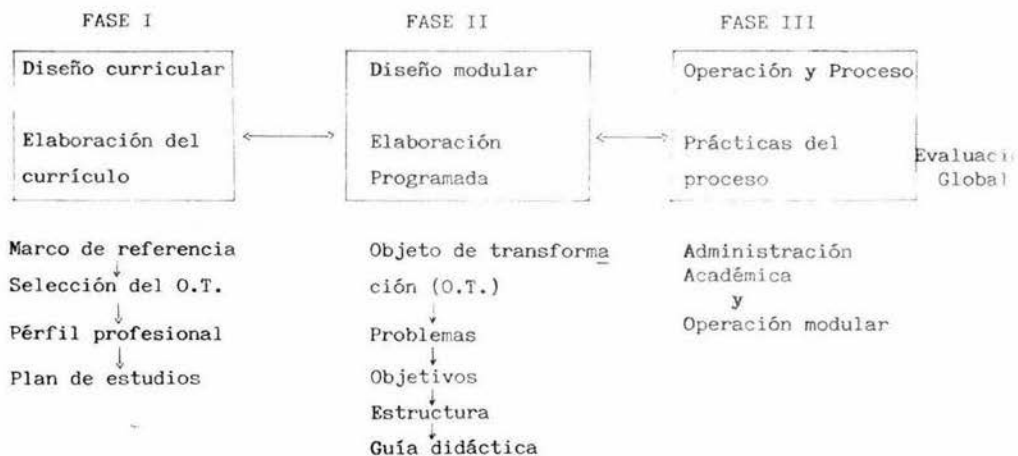 FASE I
Diseño curricular
Elaboración del
currículo
Marco de referencia
Selección del O.T.
Pérfil profesional
Plan de estudios
FASE II
Diseño modular
Elaboración
Programada
Objeto de transforma
ción (O.T.)
Problemas
Objetivos
Estructura
Guía didáctica
FASE III
Operación y Proceso
Prácticas del
proceso
Administración
Académica
y
Operación modular
Evaluaci
Global